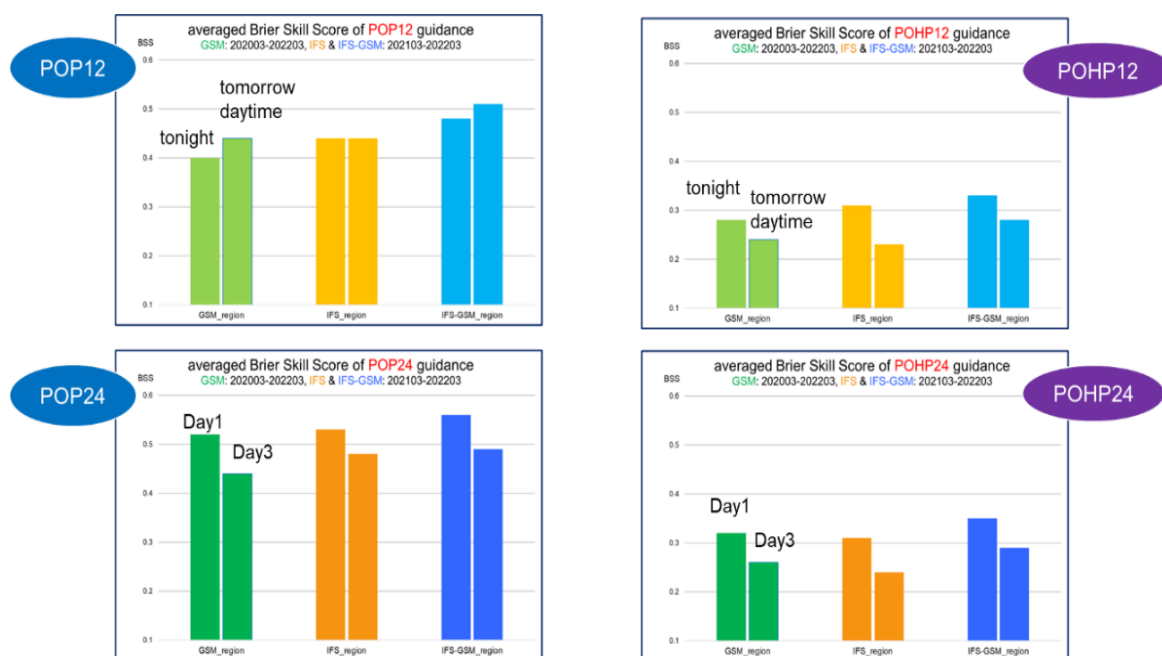 POP12
averaged Brier Skill Score of POP12 guidance
GSM: 202003-202203, IFS & IFS-GSM: 202103-202203
BSS
0.6
0.5
0.4
0.3
0.2
0.1
tonight
tomorrow
daytime
GSM_region
IFS_region
IFS-GSM_region
POHP12
averaged Brier Skill Score of POHP12 guidance
GSM: 202003-202203, IFS & IFS-GSM: 202103-202203
BSS
0.6
0.5
0.4
0.3
0.2
0.1
tonight
tomorrow
daytime
GSM_region
IFS_region
IFS-GSM_region
POP24
averaged Brier Skill Score of POP24 guidance
GSM: 202003-202203, IFS & IFS-GSM: 202103-202203
BSS
0.6
0.5
0.4
0.3
0.2
0.1
Day1
Day3
GSM_region
IFS_region
IFS-GSM_region
POHP24
averaged Brier Skill Score of POHP24 guidance
GSM: 202003-202203, IFS & IFS-GSM: 202103-202203
BSS
0.6
0.5
0.4
0.3
0.2
0.1
Day1
Day3
GSM_region
IFS_region
IFS-GSM_region